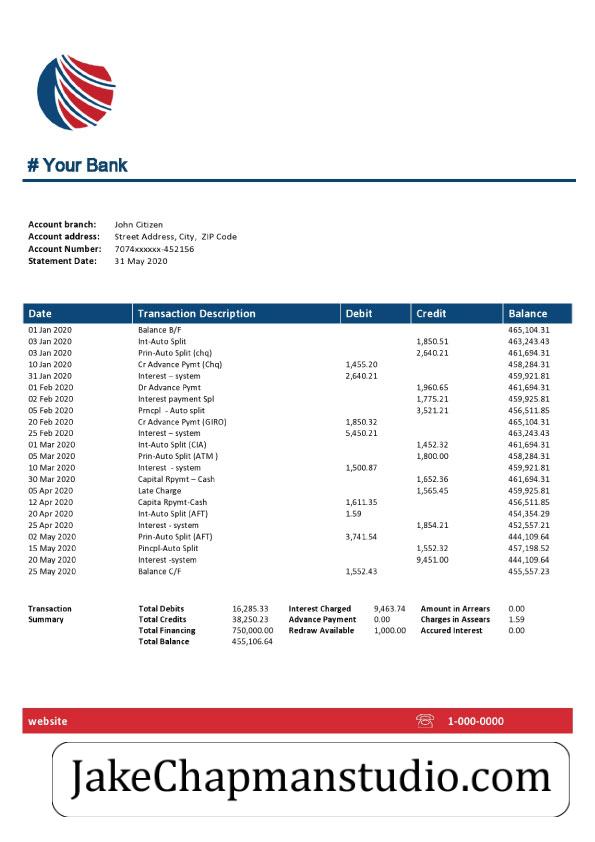 # Your Bank
Account branch: John Citizen
Account address: Street Address, City, ZIP Code
Account Number: 7074xxxxxx-452156
Statement Date: 31 May 2020
Date Transaction Description Debit Credit Balance
01 Jan 2020 Balance B/F 465,104.31
03 Jan 2020 Int-Auto Split 1,850.51 463,243.43
03 Jan 2020 Prin-Auto Split (chq) 2,640.21 461,694.31
10 Jan 2020 Cr Advance Pymt (Chq) 1,455.20 458,284.31
31 Jan 2020 Interest – system 2,640.21 459,921.81
01 Feb 2020 Dr Advance Pymt 1,960.65 461,694.31
02 Feb 2020 Interest payment Spl 1,775.21 459,925.81
05 Feb 2020 Prncpl - Auto split 3,521.21 456,511.85
20 Feb 2020 Cr Advance Pymt (GIRO) 1,850.32 465,104.31
25 Feb 2020 Interest – system 5,450.21 463,243.43
01 Mar 2020 Int-Auto Split (CIA) 1,452.32 461,694.31
05 Mar 2020 Prin-Auto Split (ATM ) 1,800.00 458,284.31
10 Mar 2020 Interest - system 1,500.87 459,921.81
30 Mar 2020 Capital Rpymt – Cash 1,652.36 461,694.31
05 Apr 2020 Late Charge 1,565.45 459,925.81
12 Apr 2020 Capita Rpymt-Cash 1,611.35 456,511.85
20 Apr 2020 Int-Auto Split (AFT) 1.59 454,354.29
25 Apr 2020 Interest - system 1,854.21 452,557.21
02 May 2020 Prin-Auto Split (AFT) 3,741.54 444,109.64
15 May 2020 Pincpl-Auto Split 1,552.32 457,198.52
20 May 2020 Interest -system 9,451.00 444,109.64
25 May 2020 Balance C/F 1,552.43 455,557.23
Transaction Total Debits 16,285.33 Interest Charged 9,463.74 Amount in Arrears 0.00
Summary Total Credits 38,250.23 Advance Payment 0.00 Charges in Assears 1.59
Total Financing 750,000.00 Redraw Available 1,000.00 Accured Interest 0.00
Total Balance 455,106.64
website 1-000-0000
JakeChapmanstudio.com